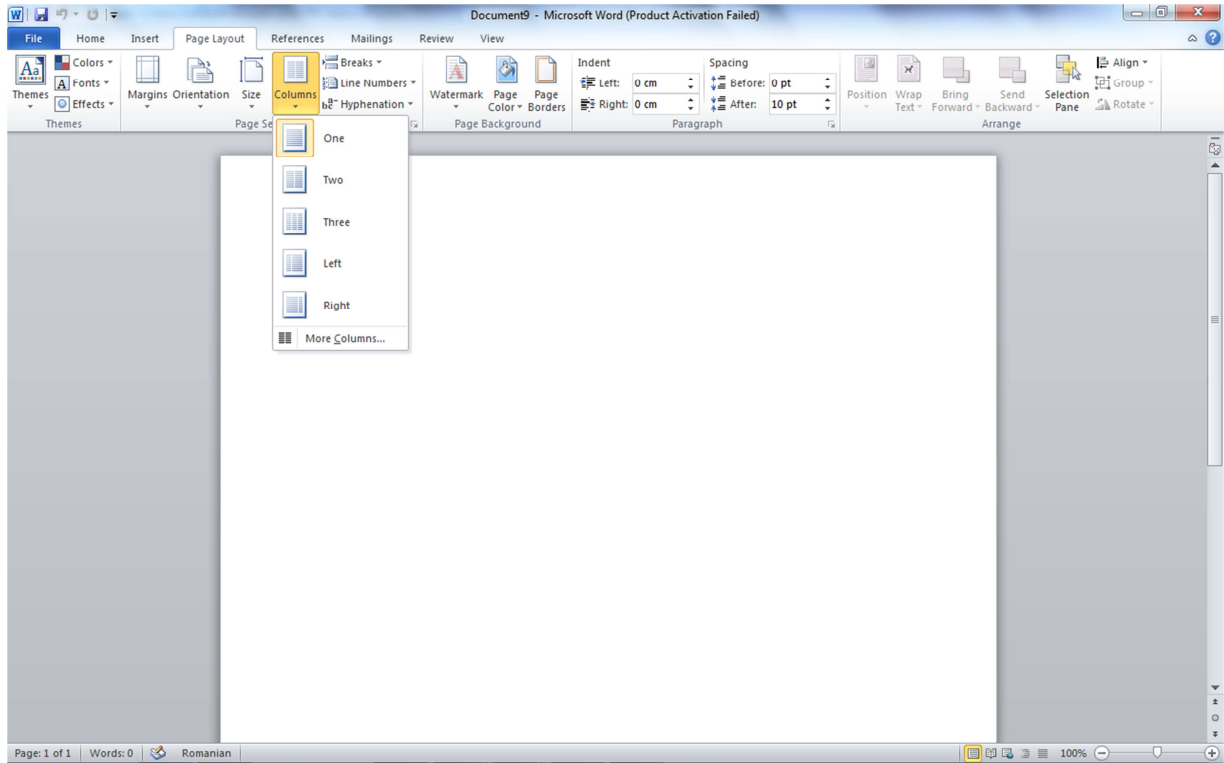 Document9 - Microsoft Word (Product Activation Failed)
File Home Insert Page Layout References Mailings Review View
Colors Breaks Indent Spacing Align
Fonts Line Numbers Left: 0 cm Before: 0 pt Group
Themes Margins Orientation Size Columns Watermark Page Color Page Borders Position Wrap Text Bring Forward Send Backward Selection Pane
Effects Hyphenation Right: 0 cm After: 10 pt Rotate
Themes Page Se Page Background Paragraph Arrange
One
Two
Three
Left
Right
More Columns...
Page: 1 of 1 Words: 0 Romanian 100%